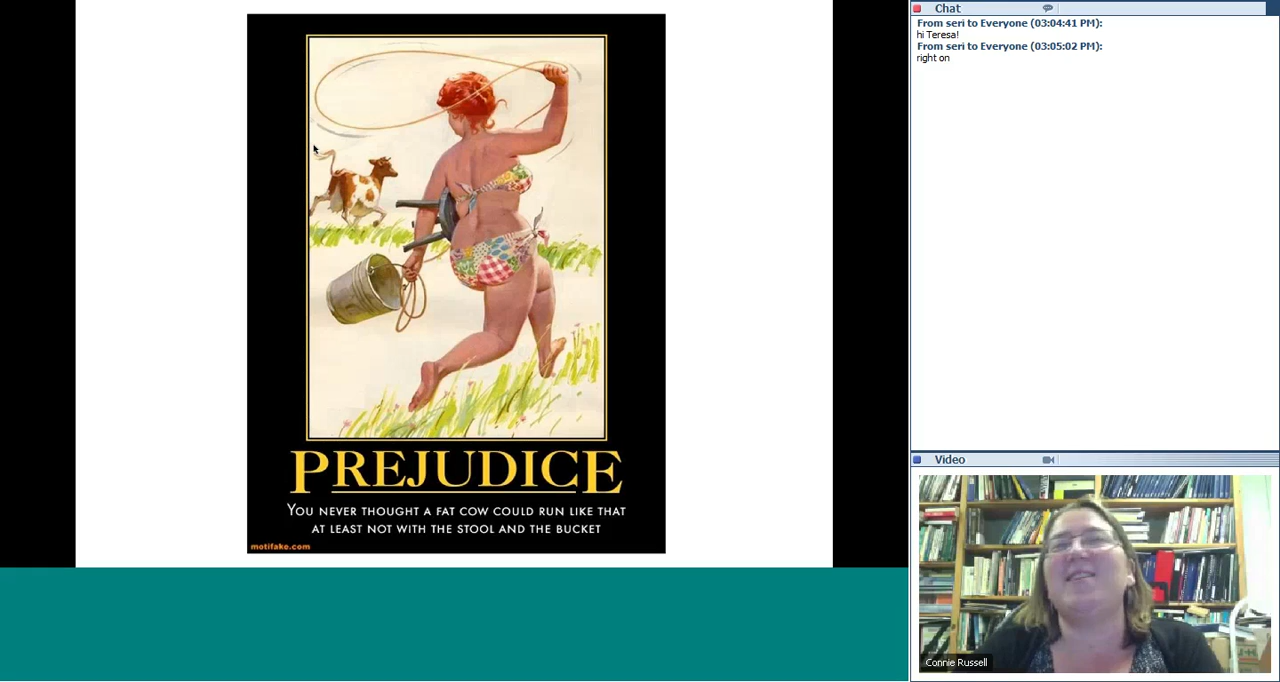 PREJUDICE
YOU NEVER THOUGHT A FAT COW COULD RUN LIKE THAT
AT LEAST NOT WITH THE STOOL AND THE BUCKET
motifake.com
Chat
From seri to Everyone (03:04:41 PM):
hi Teresa!
From seri to Everyone (03:05:02 PM):
right on
Video
Connie Russell